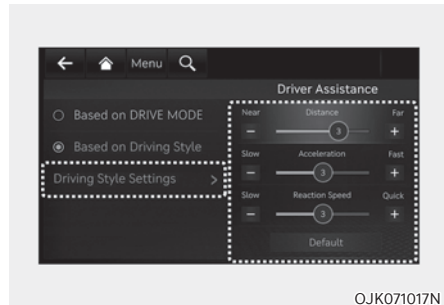 Menu
Driver Assistance
Based on DRIVE MODE
Based on Driving Style
Driving Style Settings >
Near Distance Far
− 3 +
Slow Acceleration Fast
− 3 +
Slow Reaction Speed Quick
− 3 +
Default
OJK071017N